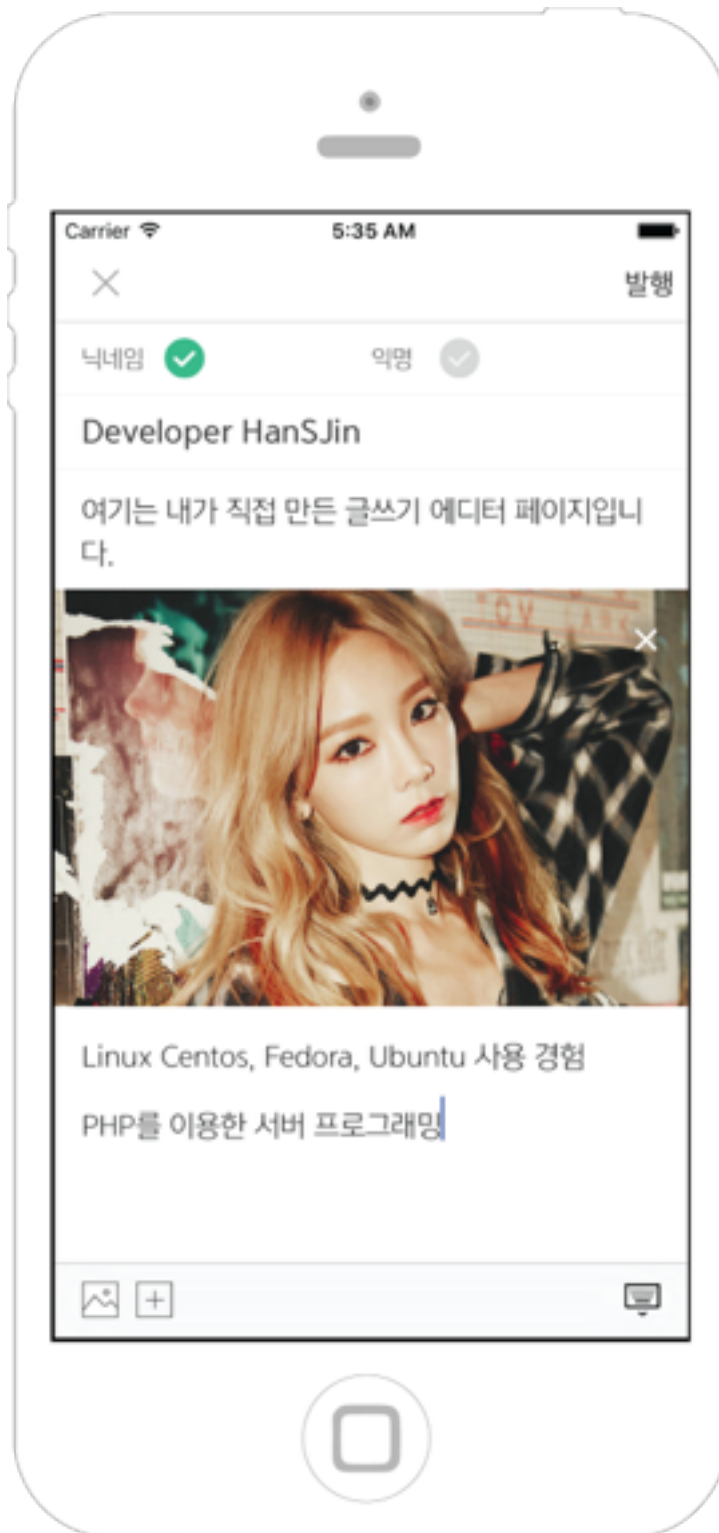 Carrier
5:35 AM
발행
닉네임
익명
Developer HanSJin
여기는 내가 직접 만든 글쓰기 에디터 페이지입니
다.
Linux Centos, Fedora, Ubuntu 사용 경험
PHP를 이용한 서버 프로그래밍